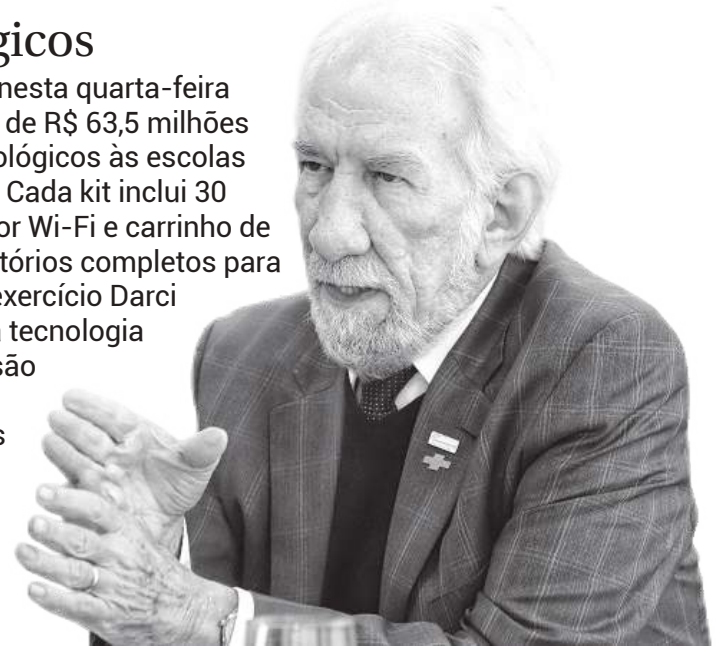 gicos
nesta quarta-feira
de R$ 63,5 milhões
ológicos às escolas
Cada kit inclui 30
or Wi-Fi e carrinho de
tórios completos para
exercício Darci
a tecnologia
são
s